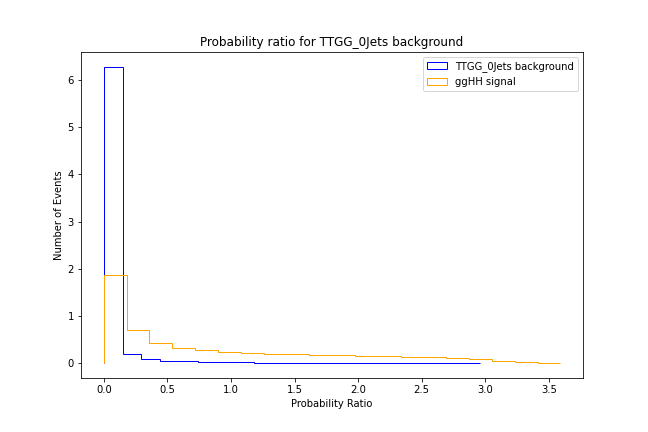 Probability ratio for TTGG_0Jets background
TTGG_0Jets background
ggHH signal
Number of Events
6
5
4
3
2
1
0
0.0 0.5 1.0 1.5 2.0 2.5 3.0 3.5
Probability Ratio